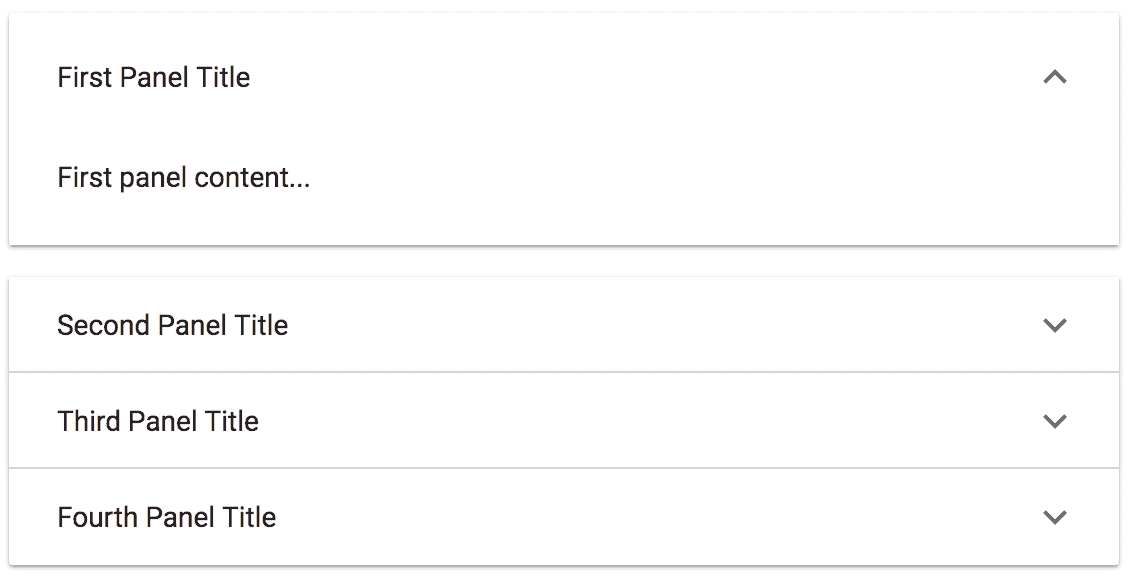 First Panel Title
First panel content...
Second Panel Title
Third Panel Title
Fourth Panel Title